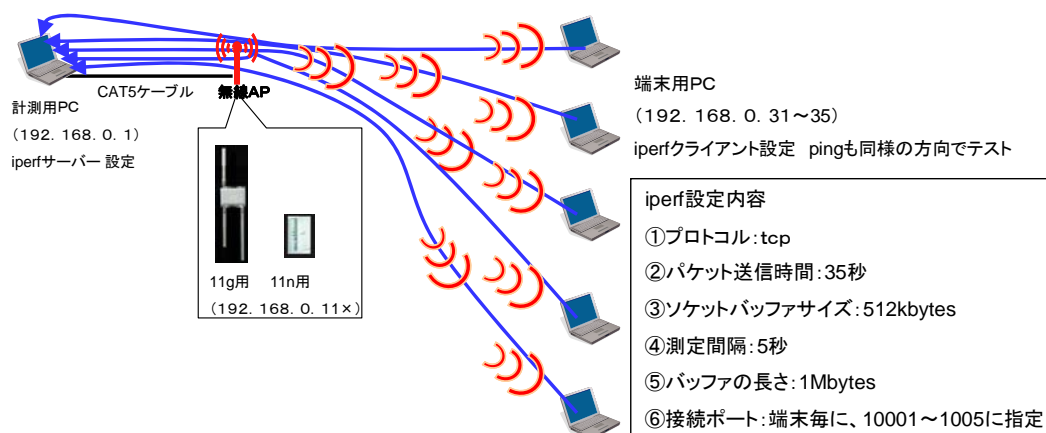 CAT5ケーブル
無線AP
計測用PC
（192．168．0．1）
iperfサーバー 設定
端末用PC
（192．168．0．31～35）
iperfクライアント設定　pingも同様の方向でテスト
11g用
11n用
（192．168．0．11×）
iperf設定内容
①プロトコル：tcp
②パケット送信時間：35秒
③ソケットバッファサイズ：512kbytes
④測定間隔：5秒
⑤バッファの長さ：1Mbytes
⑥接続ポート：端末毎に、10001～1005に指定